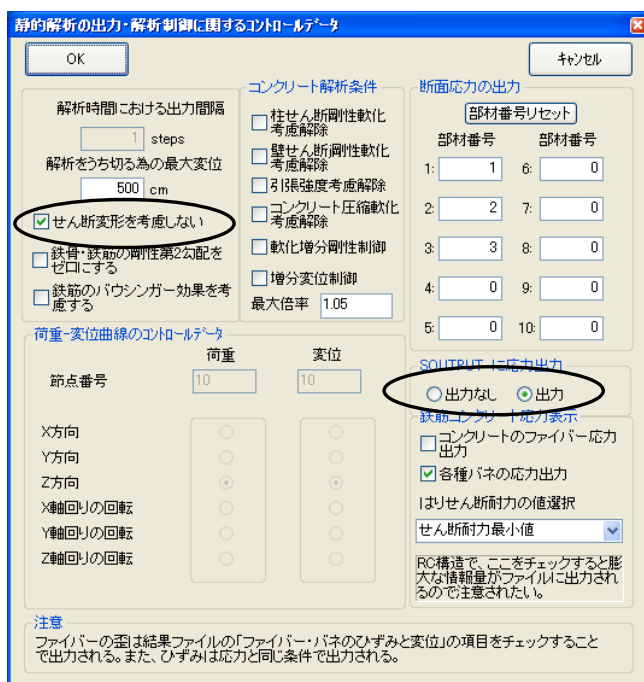 静的解析の出力・解析制御に関するコントロールデータ
OK
キャンセル
解析時間における出力間隔
1 steps
解析をうち切る為の最大変位
500 cm
せん断変形を考慮しない
鉄骨・鉄筋の剛性第2勾配を
ゼロにする
鉄筋のバウシンガー効果を考
慮する
コンクリート解析条件
柱せん断剛性軟化
考慮解除
壁せん断剛性軟化
考慮解除
引張強度考慮解除
コンクリート圧縮軟化
考慮解除
軟化増分剛性制御
増分変位制御
最大倍率 1.05
断面応力の出力
部材番号リセット
部材番号 部材番号
1: 1 6: 0
2: 2 7: 0
3: 3 8: 0
4: 0 9: 0
5: 0 10: 0
荷重-変位曲線のコントロールデータ
荷重 変位
節点番号 10 10
X方向
Y方向
Z方向
X軸回りの回転
Y軸回りの回転
Z軸回りの回転
SOUTPUT に応力出力
出力なし 出力
鉄筋コンクリート応力表示
コンクリートのファイバー応力
出力
各種バネの応力出力
はりせん断耐力の値選択
せん断耐力最小値
RC構造で、ここをチェックすると膨
大な情報量がファイルに出力され
るので注意されたい。
注意
ファイバーの歪は結果ファイルの「ファイバー・バネのひずみと変位」の項目をチェックすること
で出力される。また、ひずみは応力と同じ条件で出力される。